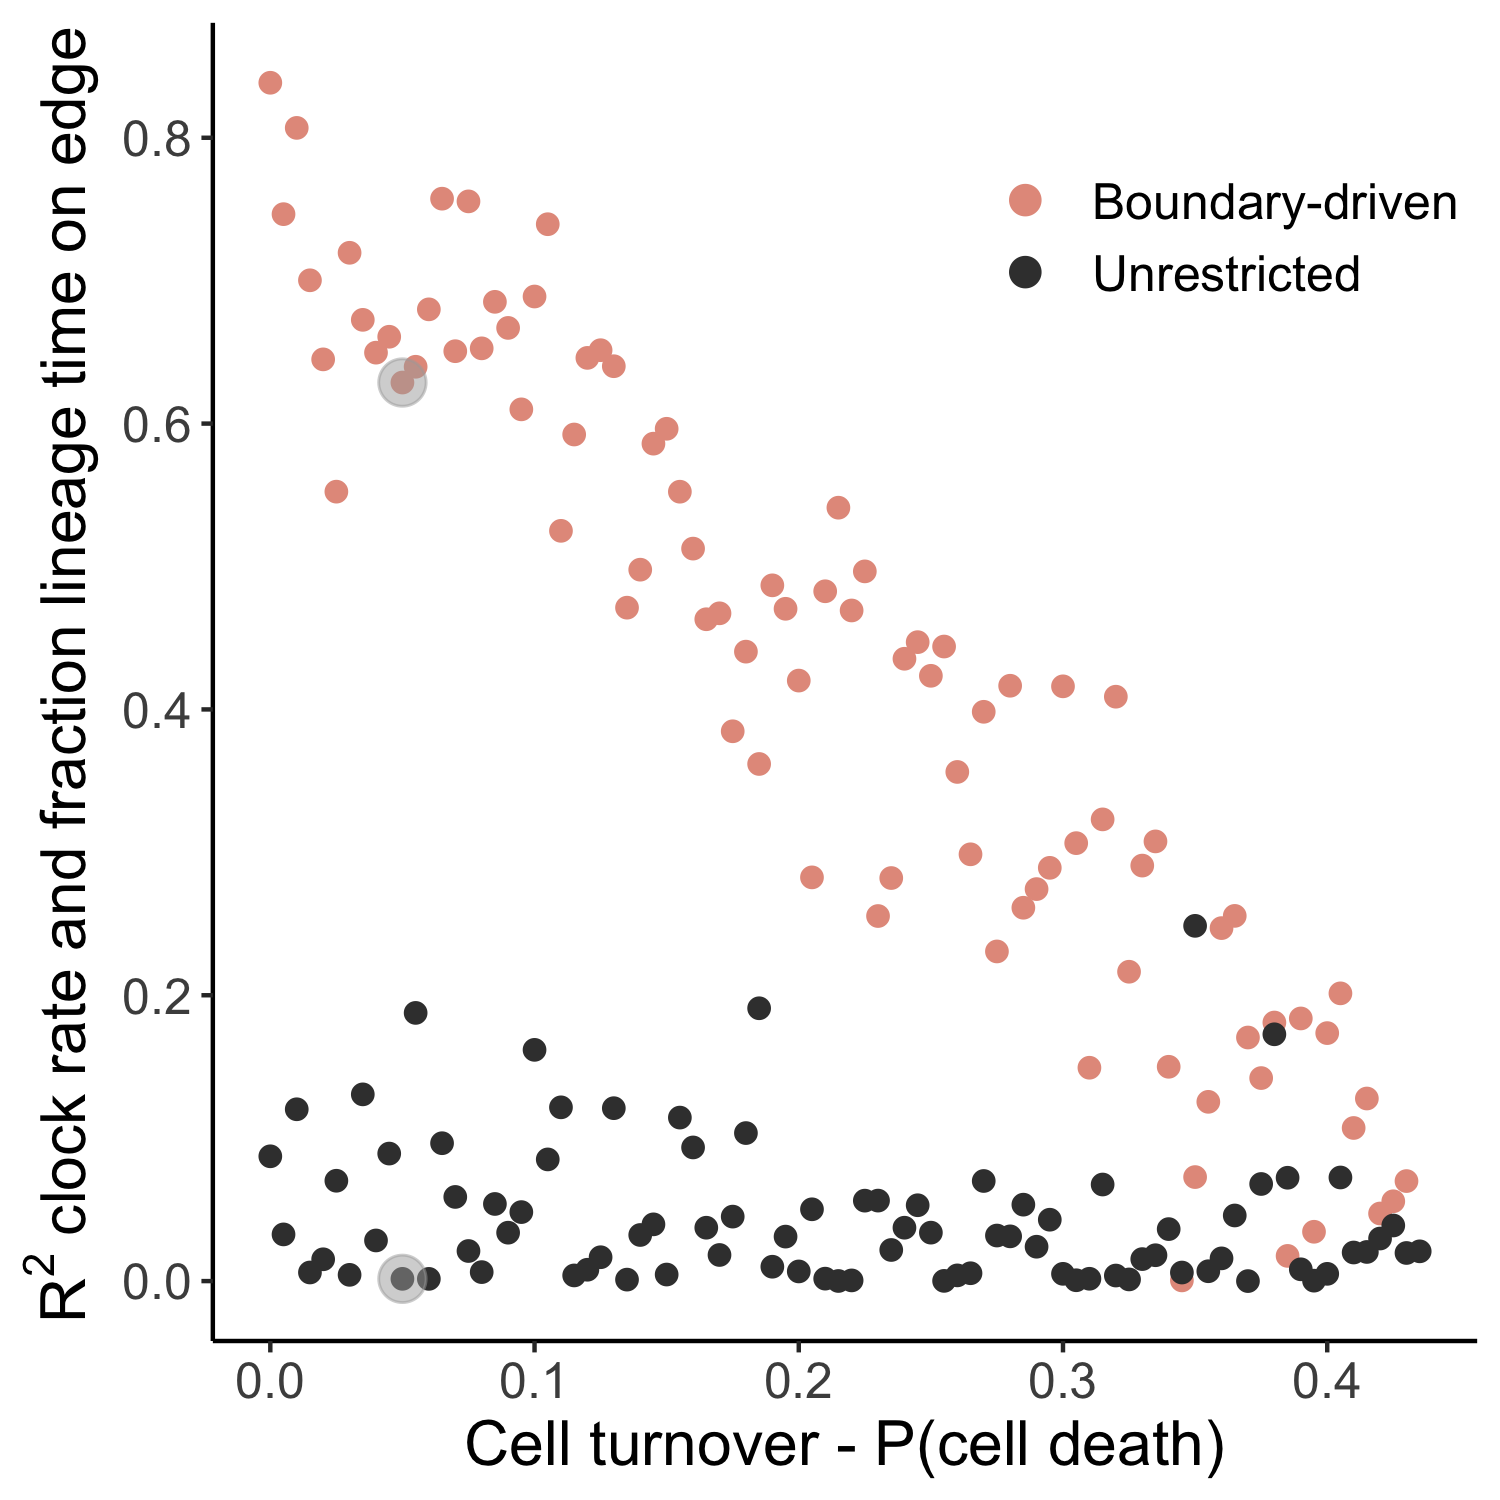 R² clock rate and fraction lineage time on edge
0.8
0.6
0.4
0.2
0.0
Boundary-driven
Unrestricted
0.0 0.1 0.2 0.3 0.4
Cell turnover - P(cell death)